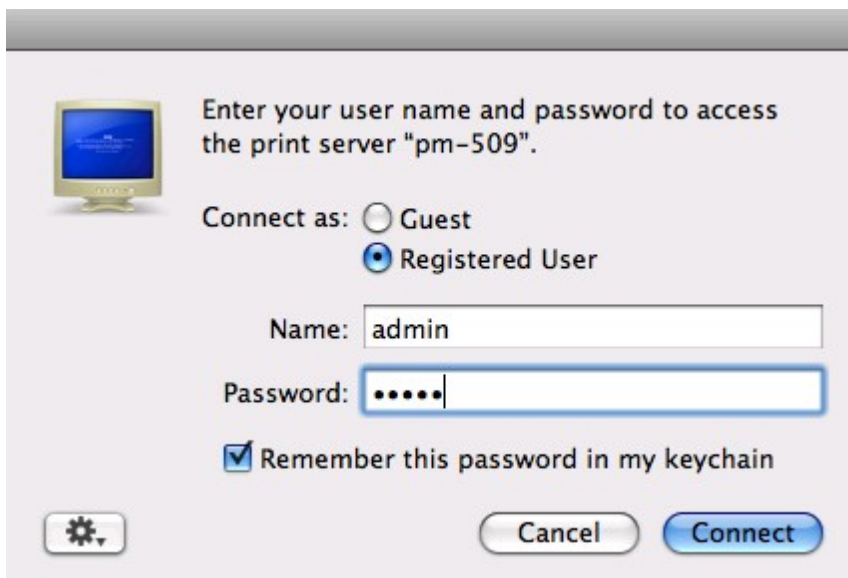 Enter your user name and password to access
the print server “pm-509”.
Connect as: Guest
Registered User
Name: admin
Password: •••••
Remember this password in my keychain
Cancel Connect